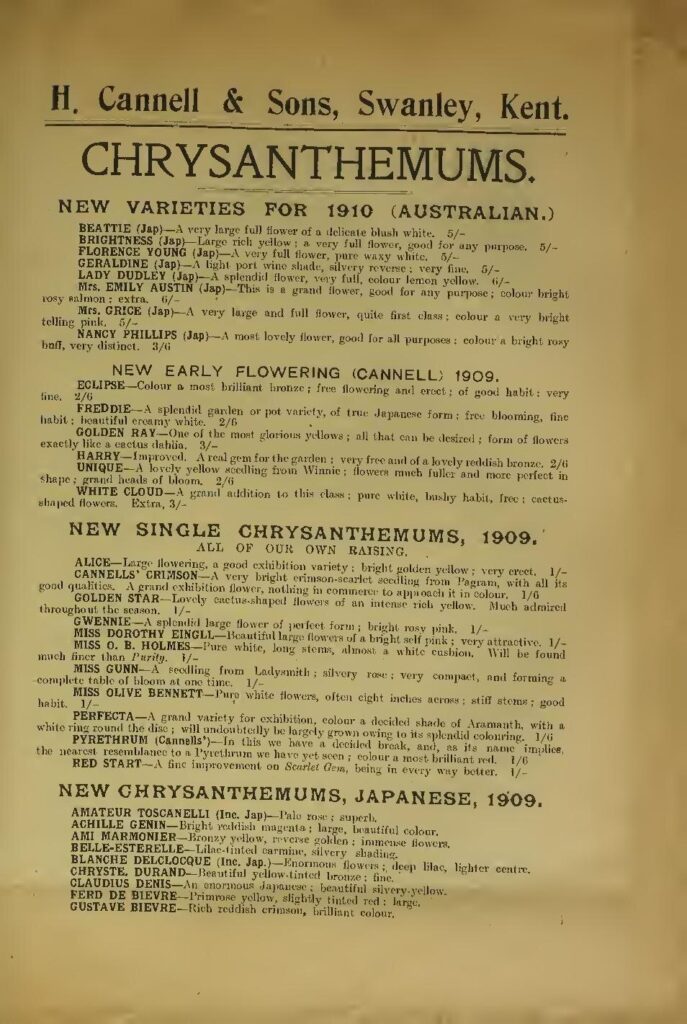 H. Cannell & Sons, Swanley, Kent.
CHRYSANTHEMUMS.
NEW VARIETIES FOR 1910 (AUSTRALIAN.)
BEATTIE (Jap)—A very large full flower of a delicate blush white. 5/-
BRIGHTNESS (Jap)—Large rich yellow; a very full flower, good for any purpose. 5/-
FLORENCE YOUNG (Jap)—A very full flower, pure waxy white. 5/-
GERALDINE (Jap)—A light port wine shade, silvery reverse; very fine. 5/-
LADY DUDLEY (Jap)—A splendid flower, very full, colour lemon yellow. 6/-
Mrs. EMILY AUSTIN (Jap)—This is a grand flower, good for any purpose; colour bright
rosy salmon; extra. 6/-
Mrs. GRICE (Jap)—A very large and full flower, quite first class; colour a very bright
telling pink. 5/-
NANCY PHILLIPS (Jap)—A most lovely flower, good for all purposes; colour a bright rosy
buff, very distinct. 3/6
NEW EARLY FLOWERING (CANNELL) 1909.
ECLIPSE—Colour a most brilliant bronze; free flowering and erect; of good habit; very
fine. 2/6
FREDDIE—A splendid garden or pot variety, of true Japanese form; free blooming, fine
habit; beautiful creamy white. 2/6
GOLDEN RAY—One of the most glorious yellows; all that can be desired; form of flowers
exactly like a cactus dahlia. 3/-
HARRY—Improved. A real gem for the garden; very free and of a lovely reddish bronze. 2/6
UNIQUE—A lovely yellow seedling from Winnie; flowers much fuller and more perfect in
shape; grand heads of bloom. 2/6
WHITE CLOUD—A grand addition to this class; pure white, bushy habit, free; cactus-
shaped flowers. Extra, 3/-
NEW SINGLE CHRYSANTHEMUMS, 1909.
ALL OF OUR OWN RAISING.
ALICE—Large flowering, a good exhibition variety; bright golden yellow; very erect. 1/-
CANNELLS' CRIMSON—A very bright crimson-scarlet seedling from Pagram, with all its
good qualities. A grand exhibition flower, nothing in commerce to approach it in colour. 1/6
GOLDEN STAR—Lovely cactus-shaped flowers of an intense rich yellow. Much admired
throughout the season. 1/-
GWENNIE—A splendid large flower of perfect form; bright rosy pink. 1/-
MISS DOROTHY EINGLL—Beautiful large flowers of a bright self pink; very attractive. 1/-
MISS O. B. HOLMES—Pure white, long stems, almost a white cushion. Will be found
much finer than Purity. 1/-
MISS GUNN—A seedling from Ladysmith; silvery rose; very compact, and forming a
complete table of bloom at one time. 1/-
MISS OLIVE BENNETT—Pure white flowers, often eight inches across; stiff stems; good
habit. 1/-
PERFECTA—A grand variety for exhibition, colour a decided shade of Aramanth, with a
white ring round the disc; will undoubtedly be largely grown owing to its splendid colouring. 1/6
PYRETHRUM (Cannells')—In this we have a decided break, and, as its name implies,
the nearest resemblance to a Pyrethrum we have yet seen; colour a most brilliant red. 1/6
RED START—A fine improvement on Scarlet Gem, being in every way better. 1/-
NEW CHRYSANTHEMUMS, JAPANESE, 1909.
AMATEUR TOSCANELLI (Inc. Jap)—Pale rose; superb.
ACHILLE GENIN—Bright reddish magenta; large, beautiful colour.
AMI MARMONIER—Bronzy yellow, reverse golden; immense flowers.
BELLE-ESTERELLE—Lilac-tinted carmine, silvery shading.
BLANCHE DELCLOCQUE (Inc. Jap.)—Enormous flowers; deep lilac, lighter centre.
CHRYSTE. DURAND—Beautiful yellow-tinted bronze; fine.
CLAUDIUS DENIS—An enormous Japanese; beautiful silvery-yellow.
FERD DE BIEVRE—Primrose yellow, slightly tinted red; large.
GUSTAVE BIEVRE—Rich reddish crimson, brilliant colour.